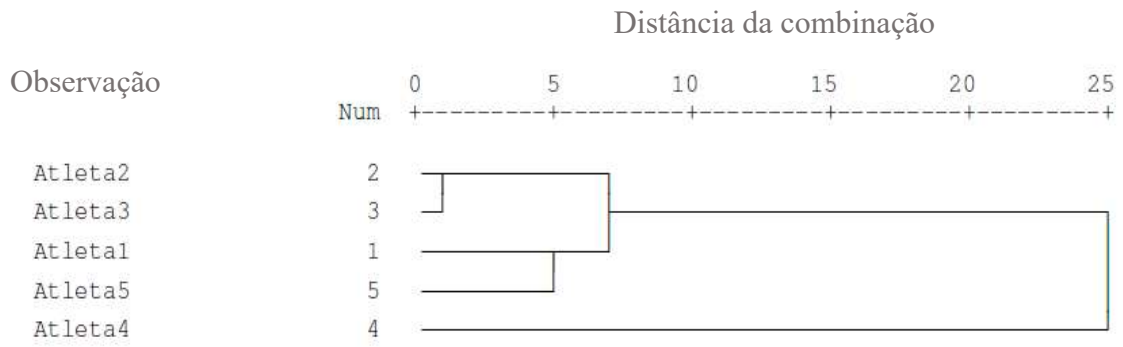 Distância da combinação
Observação 0 5 10 15 20 25
Num +---------+---------+---------+---------+---------+
Atleta2 2
Atleta3 3
Atleta1 1
Atleta5 5
Atleta4 4